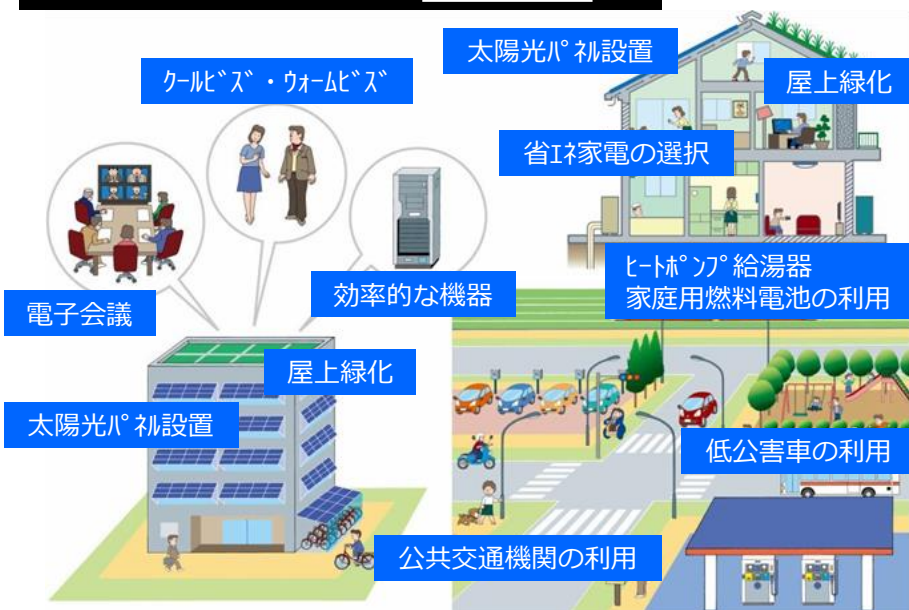 太陽光ﾊﾟﾈﾙ設置
ｸｰﾙﾋﾞｽﾞ・ｳｫｰﾑﾋﾞｽﾞ
屋上緑化
省ｴﾈ家電の選択
ﾋｰﾄﾎﾟﾝﾌﾟ給湯器
家庭用燃料電池の利用
効率的な機器
電子会議
屋上緑化
太陽光ﾊﾟﾈﾙ設置
低公害車の利用
公共交通機関の利用